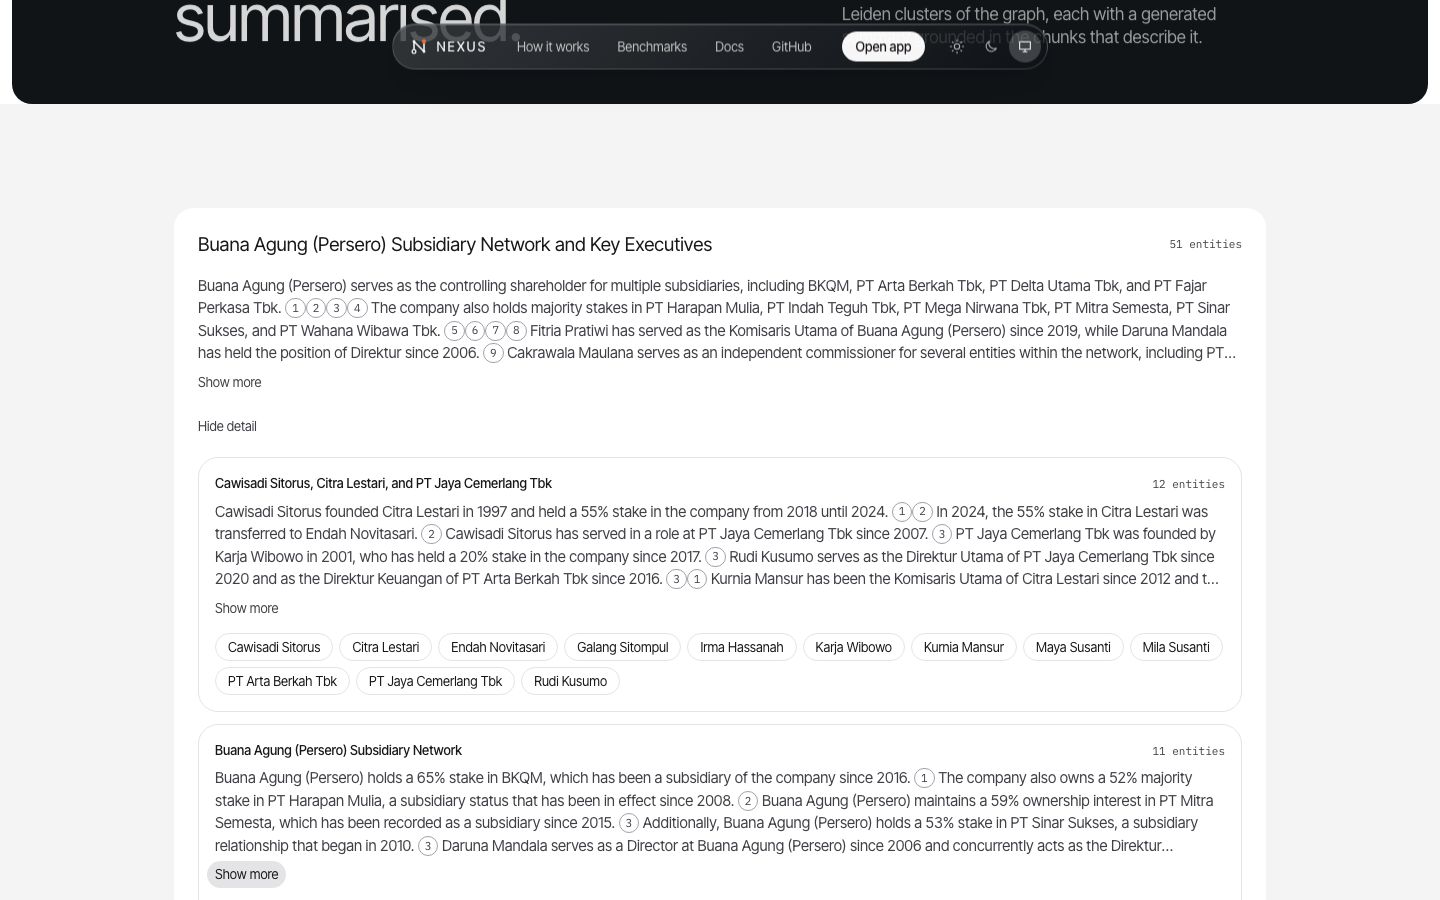 summarised.
Leiden clusters of the graph, each with a generated
grounded in the chunks that describe it.
NEXUS How it works Benchmarks Docs GitHub Open app
Buana Agung (Persero) Subsidiary Network and Key Executives
51 entities
Buana Agung (Persero) serves as the controlling shareholder for multiple subsidiaries, including BKQM, PT Arta Berkah Tbk, PT Delta Utama Tbk, and PT Fajar
Perkasa Tbk. 1 2 3 4 The company also holds majority stakes in PT Harapan Mulia, PT Indah Teguh Tbk, PT Mega Nirwana Tbk, PT Mitra Semesta, PT Sinar
Sukses, and PT Wahana Wibawa Tbk. 5 6 7 8 Fitria Pratiwi has served as the Komisaris Utama of Buana Agung (Persero) since 2019, while Daruna Mandala
has held the position of Direktur since 2006. 9 Cakrawala Maulana serves as an independent commissioner for several entities within the network, including PT…
Show more
Hide detail
Cawisadi Sitorus, Citra Lestari, and PT Jaya Cemerlang Tbk
12 entities
Cawisadi Sitorus founded Citra Lestari in 1997 and held a 55% stake in the company from 2018 until 2024. 1 2 In 2024, the 55% stake in Citra Lestari was
transferred to Endah Novitasari. 2 Cawisadi Sitorus has served in a role at PT Jaya Cemerlang Tbk since 2007. 3 PT Jaya Cemerlang Tbk was founded by
Karja Wibowo in 2001, who has held a 20% stake in the company since 2017. 3 Rudi Kusumo serves as the Direktur Utama of PT Jaya Cemerlang Tbk since
2020 and as the Direktur Keuangan of PT Arta Berkah Tbk since 2016. 3 1 Kurnia Mansur has been the Komisaris Utama of Citra Lestari since 2012 and t…
Show more
Cawisadi Sitorus Citra Lestari Endah Novitasari Galang Sitompul Irma Hassanah Karja Wibowo Kurnia Mansur Maya Susanti Mila Susanti
PT Arta Berkah Tbk PT Jaya Cemerlang Tbk Rudi Kusumo
Buana Agung (Persero) Subsidiary Network
11 entities
Buana Agung (Persero) holds a 65% stake in BKQM, which has been a subsidiary of the company since 2016. 1 The company also owns a 52% majority
stake in PT Harapan Mulia, a subsidiary status that has been in effect since 2008. 2 Buana Agung (Persero) maintains a 59% ownership interest in PT Mitra
Semesta, which has been recorded as a subsidiary since 2015. 3 Additionally, Buana Agung (Persero) holds a 53% stake in PT Sinar Sukses, a subsidiary
relationship that began in 2010. 3 Daruna Mandala serves as a Director at Buana Agung (Persero) since 2006 and concurrently acts as the Direktur…
Show more